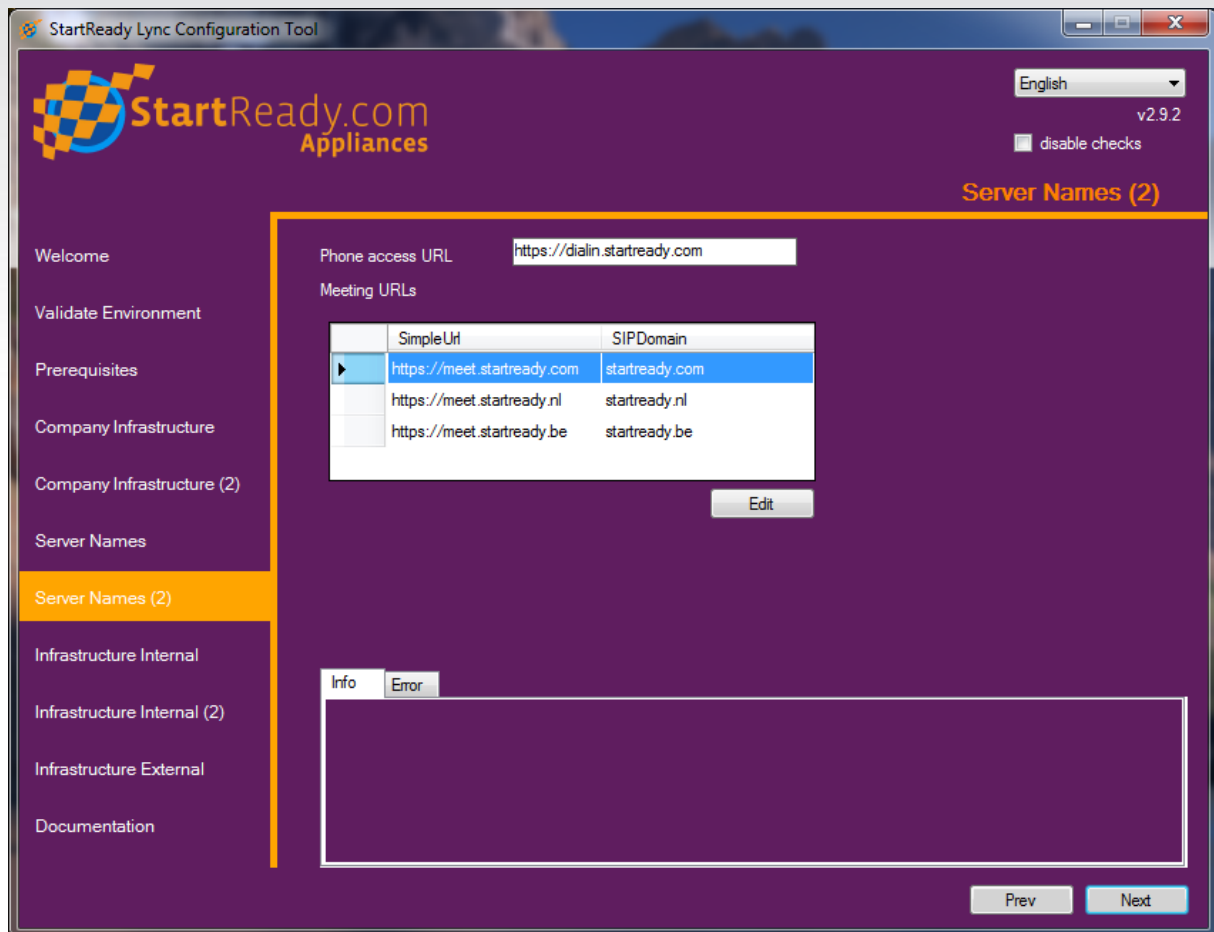 StartReady Lync Configuration Tool
StartReady.com
Appliances
English
v2.9.2
disable checks
Server Names (2)
Welcome
Validate Environment
Prerequisites
Company Infrastructure
Company Infrastructure (2)
Server Names
Server Names (2)
Infrastructure Internal
Infrastructure Internal (2)
Infrastructure External
Documentation
Phone access URL https://dialin.startready.com
Meeting URLs
SimpleUrl SIPDomain
https://meet.startready.com startready.com
https://meet.startready.nl startready.nl
https://meet.startready.be startready.be
Edit
Info Error
Prev Next